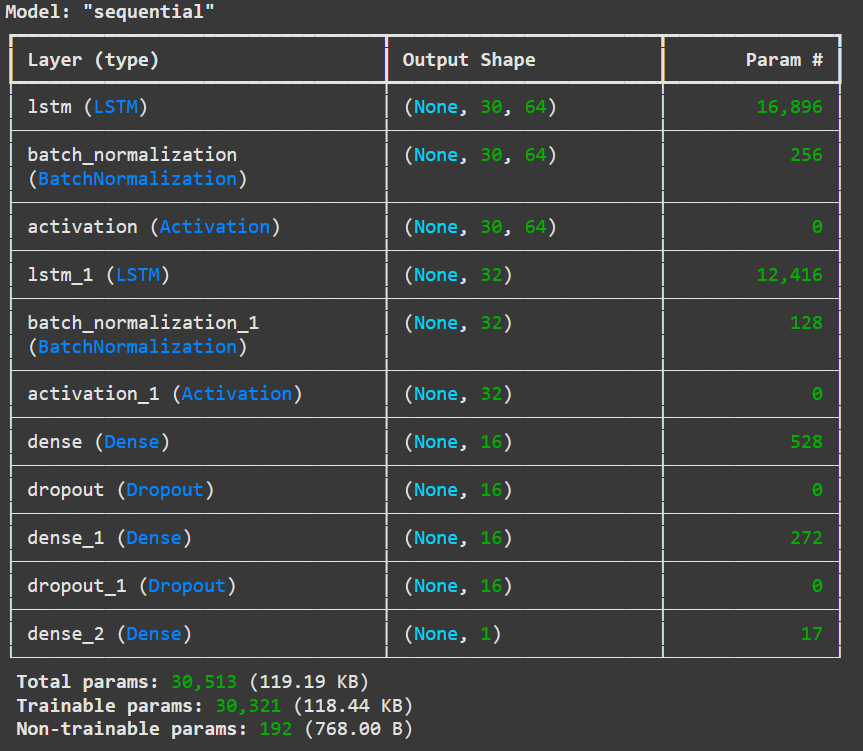 Model: "sequential"
Layer (type) Output Shape Param #
lstm (LSTM) (None, 30, 64) 16,896
batch_normalization (None, 30, 64) 256
(BatchNormalization)
activation (Activation) (None, 30, 64) 0
lstm_1 (LSTM) (None, 32) 12,416
batch_normalization_1 (None, 32) 128
(BatchNormalization)
activation_1 (Activation) (None, 32) 0
dense (Dense) (None, 16) 528
dropout (Dropout) (None, 16) 0
dense_1 (Dense) (None, 16) 272
dropout_1 (Dropout) (None, 16) 0
dense_2 (Dense) (None, 1) 17
Total params: 30,513 (119.19 KB)
Trainable params: 30,321 (118.44 KB)
Non-trainable params: 192 (768.00 B)